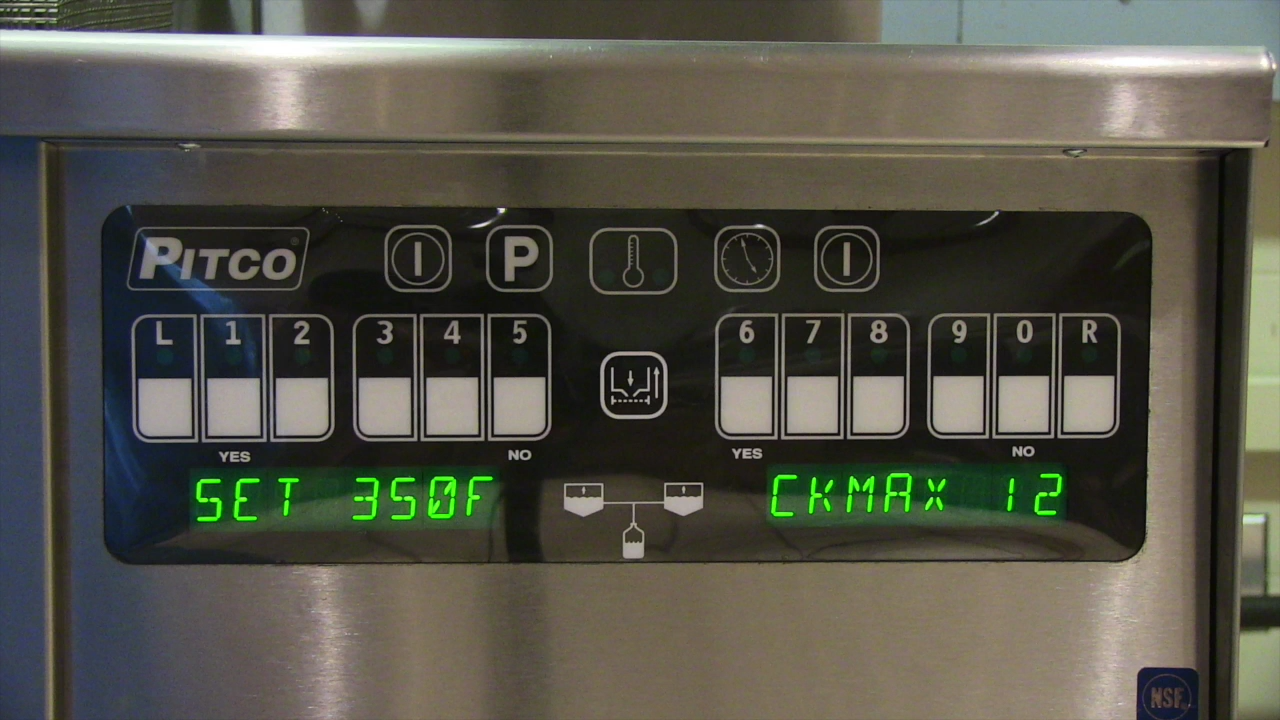 PITCO
P
L 1 2 3 4 5 6 7 8 9 0 R
YES NO YES NO
SET 350F CKMAX 12
NSF